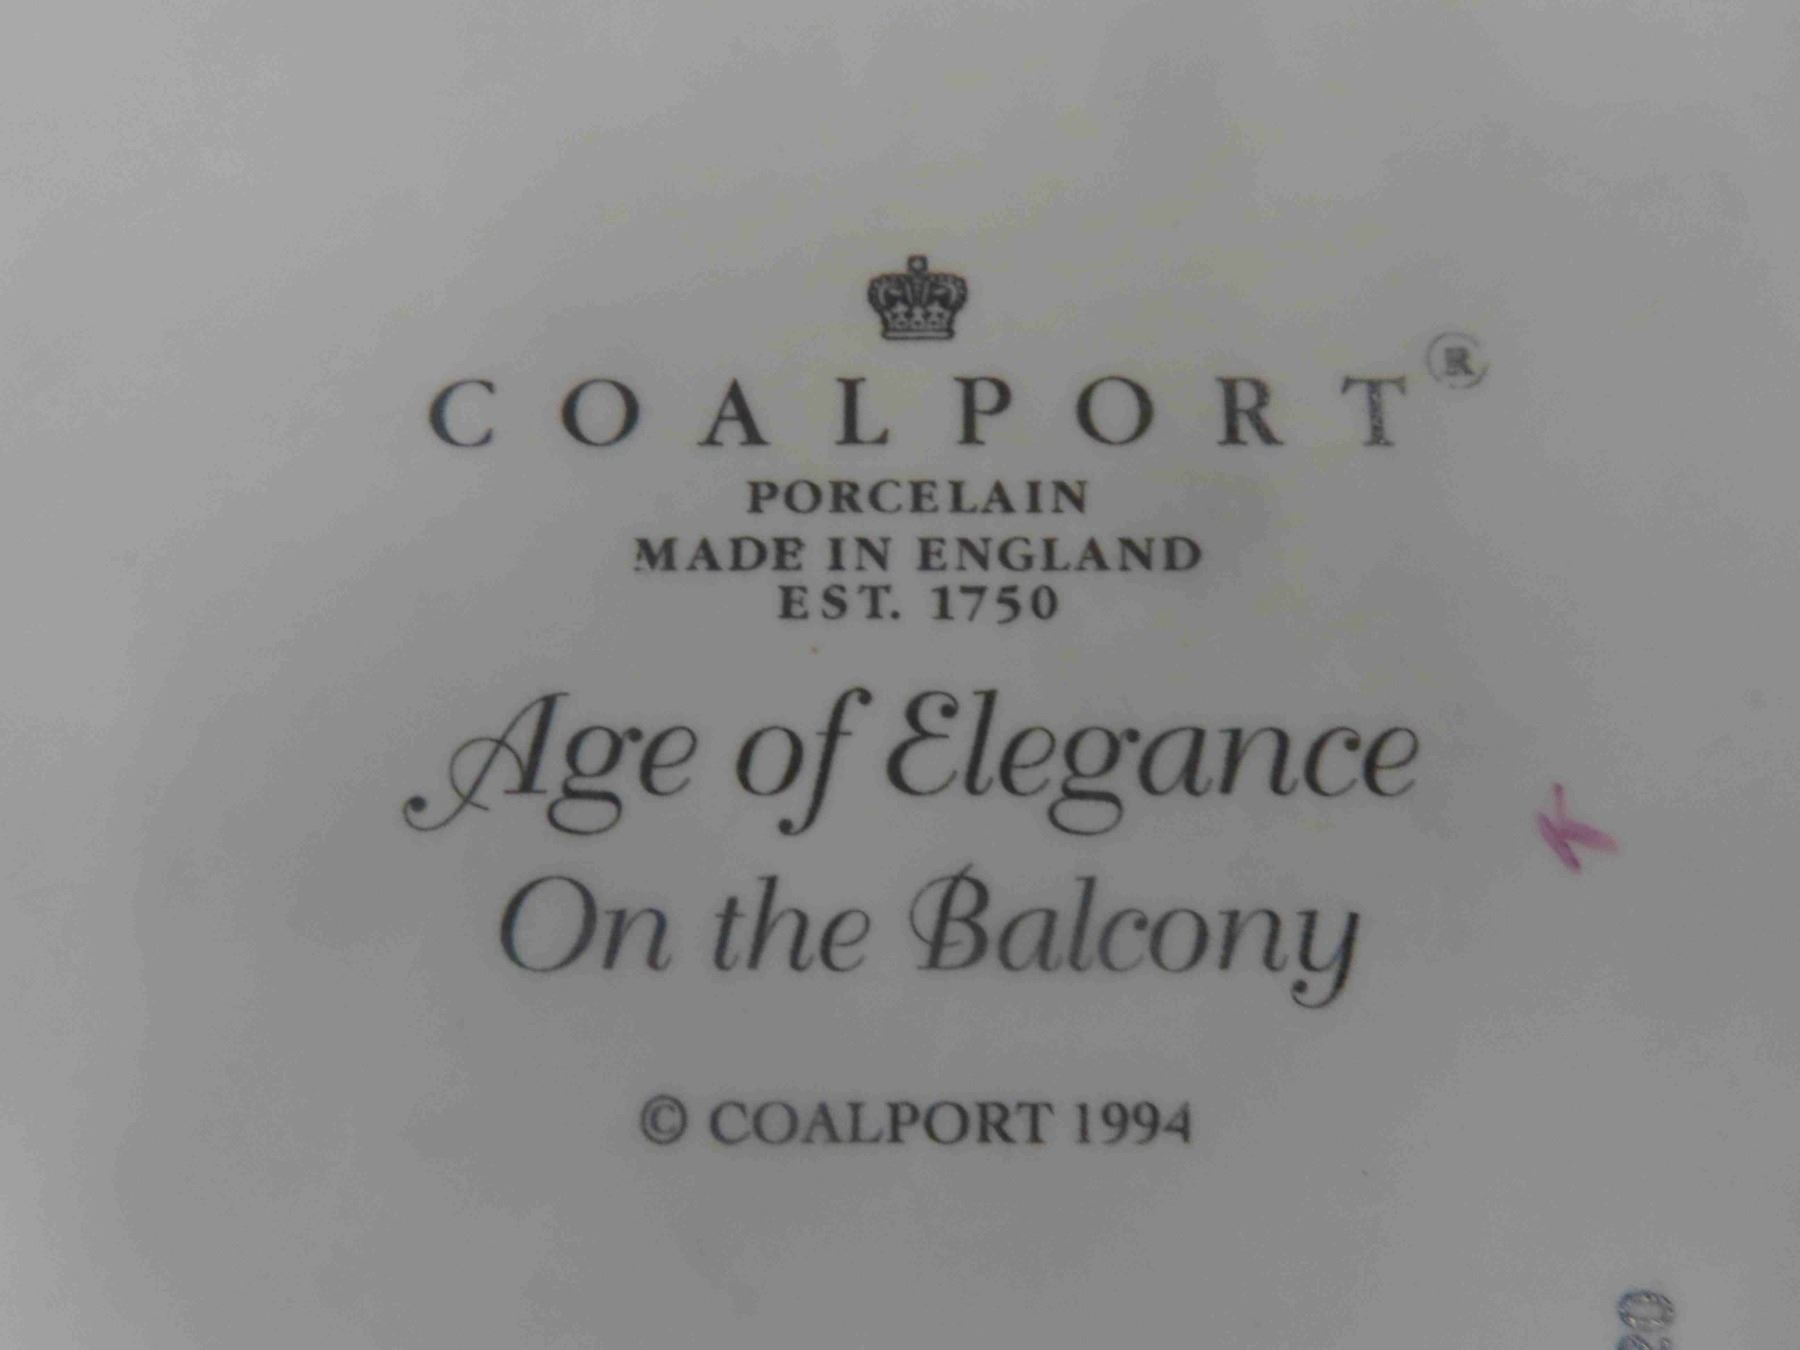 COALPORT®
PORCELAIN
MADE IN ENGLAND
EST. 1750
Age of Elegance
K
On the Balcony
© COALPORT 1994